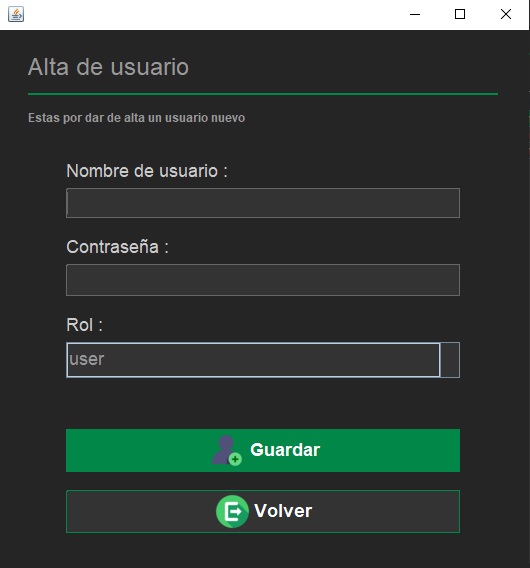 Alta de usuario
Estas por dar de alta un usuario nuevo
Nombre de usuario :
Contraseña :
Rol :
user
Guardar
Volver